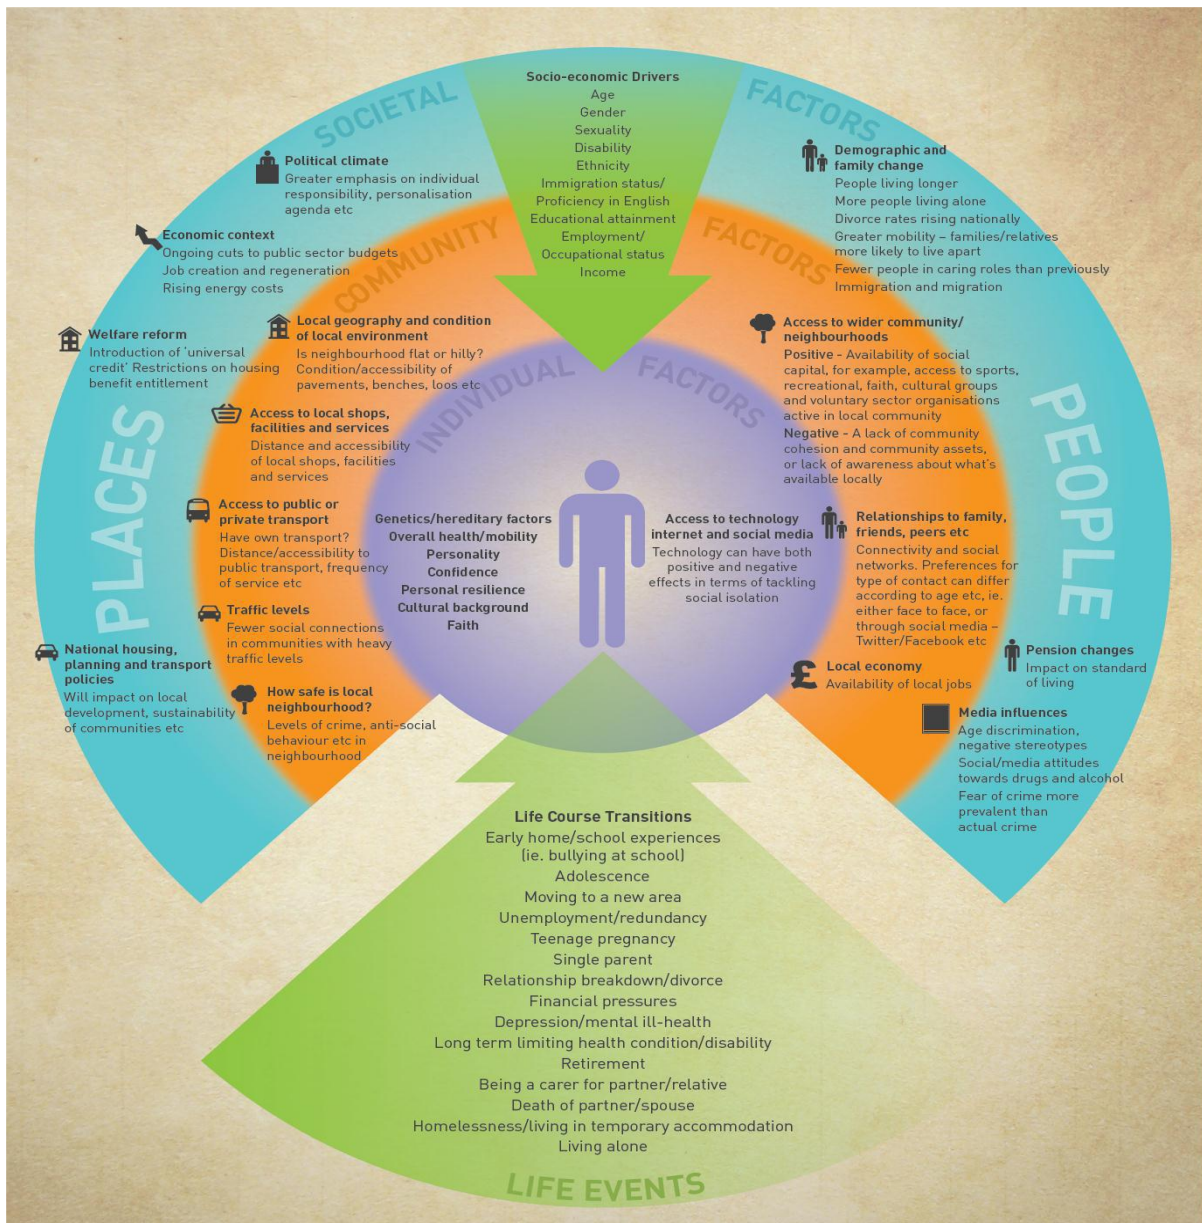 SOCIETAL
FACTORS
COMMUNITY
FACTORS
INDIVIDUAL
FACTORS
PLACES
PEOPLE
Socio-economic Drivers
Age
Gender
Sexuality
Disability
Ethnicity
Immigration status/
Proficiency in English
Educational attainment
Employment/
Occupational status
Income
Political climate
Greater emphasis on individual
responsibility, personalisation
agenda etc
Economic context
Ongoing cuts to public sector budgets
Job creation and regeneration
Rising energy costs
Welfare reform
Introduction of ‘universal
credit’ Restrictions on housing
benefit entitlement
National housing,
planning and transport
policies
Will impact on local
development, sustainability
of communities etc
Local geography and condition
of local environment
Is neighbourhood flat or hilly?
Condition/accessibility of
pavements, benches, loos etc
Access to local shops,
facilities and services
Distance and accessibility
of local shops, facilities
and services
Access to public or
private transport
Have own transport?
Distance/accessibility to
public transport, frequency
of service etc
Traffic levels
Fewer social connections
in communities with heavy
traffic levels
How safe is local
neighbourhood?
Levels of crime, anti-social
behaviour etc in
neighbourhood
Genetics/hereditary factors
Overall health/mobility
Personality
Confidence
Personal resilience
Cultural background
Faith
Access to technology
internet and social media
Technology can have both
positive and negative
effects in terms of tackling
social isolation
Demographic and
family change
People living longer
More people living alone
Divorce rates rising nationally
Greater mobility – families/relatives
more likely to live apart
Fewer people in caring roles than previously
Immigration and migration
Access to wider community/
neighbourhoods
Positive - Availability of social
capital, for example, access to sports,
recreational, faith, cultural groups
and voluntary sector organisations
active in local community
Negative - A lack of community
cohesion and community assets,
or lack of awareness about what’s
available locally
Relationships to family,
friends, peers etc
Connectivity and social
networks. Preferences for
type of contact can differ
according to age etc, ie.
either face to face, or
through social media –
Twitter/Facebook etc
Local economy
Availability of local jobs
Pension changes
Impact on standard
of living
Media influences
Age discrimination,
negative stereotypes
Social/media attitudes
towards drugs and alcohol
Fear of crime more
prevalent than
actual crime
Life Course Transitions
Early home/school experiences
(ie. bullying at school)
Adolescence
Moving to a new area
Unemployment/redundancy
Teenage pregnancy
Single parent
Relationship breakdown/divorce
Financial pressures
Depression/mental ill-health
Long term limiting health condition/disability
Retirement
Being a carer for partner/relative
Death of partner/spouse
Homelessness/living in temporary accommodation
Living alone
LIFE EVENTS